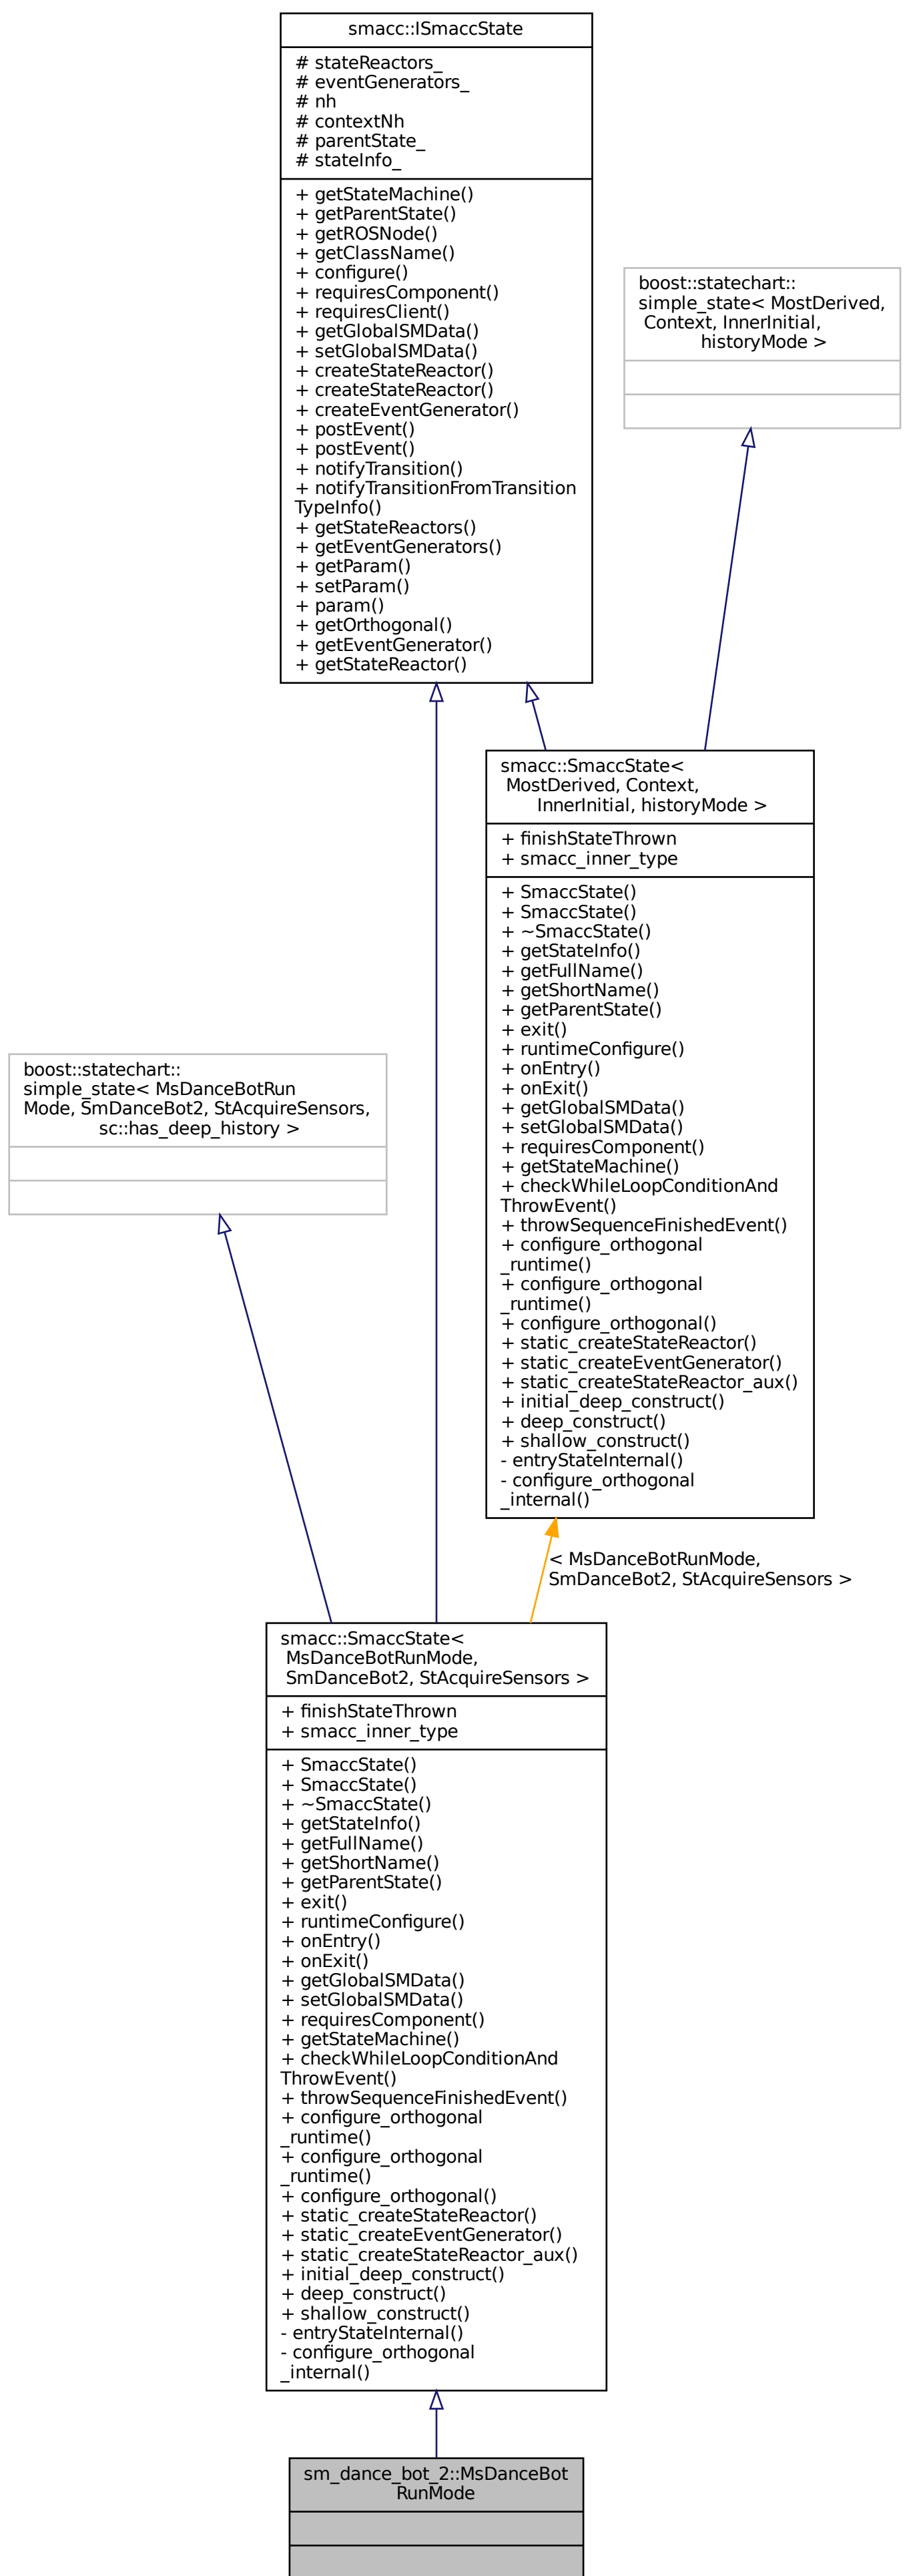 smacc::ISmaccState
# stateReactors_
# eventGenerators_
# nh
# contextNh
# parentState_
# stateInfo_
+ getStateMachine()
+ getParentState()
+ getROSNode()
+ getClassName()
+ configure()
+ requiresComponent()
+ requiresClient()
+ getGlobalSMData()
+ setGlobalSMData()
+ createStateReactor()
+ createStateReactor()
+ createEventGenerator()
+ postEvent()
+ postEvent()
+ notifyTransition()
+ notifyTransitionFromTransition
TypeInfo()
+ getStateReactors()
+ getEventGenerators()
+ getParam()
+ setParam()
+ param()
+ getOrthogonal()
+ getEventGenerator()
+ getStateReactor()
boost::statechart::
simple_state< MostDerived,
Context, InnerInitial,
historyMode >
smacc::SmaccState<
MostDerived, Context,
InnerInitial, historyMode >
+ finishStateThrown
+ smacc_inner_type
+ SmaccState()
+ SmaccState()
+ ~SmaccState()
+ getStateInfo()
+ getFullName()
+ getShortName()
+ getParentState()
+ exit()
+ runtimeConfigure()
+ onEntry()
+ onExit()
+ getGlobalSMData()
+ setGlobalSMData()
+ requiresComponent()
+ getStateMachine()
+ checkWhileLoopConditionAnd
ThrowEvent()
+ throwSequenceFinishedEvent()
+ configure_orthogonal
_runtime()
+ configure_orthogonal
_runtime()
+ configure_orthogonal()
+ static_createStateReactor()
+ static_createEventGenerator()
+ static_createStateReactor_aux()
+ initial_deep_construct()
+ deep_construct()
+ shallow_construct()
- entryStateInternal()
- configure_orthogonal
_internal()
boost::statechart::
simple_state< MsDanceBotRun
Mode, SmDanceBot2, StAcquireSensors,
sc::has_deep_history >
< MsDanceBotRunMode,
SmDanceBot2, StAcquireSensors >
smacc::SmaccState<
MsDanceBotRunMode,
SmDanceBot2, StAcquireSensors >
+ finishStateThrown
+ smacc_inner_type
+ SmaccState()
+ SmaccState()
+ ~SmaccState()
+ getStateInfo()
+ getFullName()
+ getShortName()
+ getParentState()
+ exit()
+ runtimeConfigure()
+ onEntry()
+ onExit()
+ getGlobalSMData()
+ setGlobalSMData()
+ requiresComponent()
+ getStateMachine()
+ checkWhileLoopConditionAnd
ThrowEvent()
+ throwSequenceFinishedEvent()
+ configure_orthogonal
_runtime()
+ configure_orthogonal
_runtime()
+ configure_orthogonal()
+ static_createStateReactor()
+ static_createEventGenerator()
+ static_createStateReactor_aux()
+ initial_deep_construct()
+ deep_construct()
+ shallow_construct()
- entryStateInternal()
- configure_orthogonal
_internal()
sm_dance_bot_2::MsDanceBot
RunMode